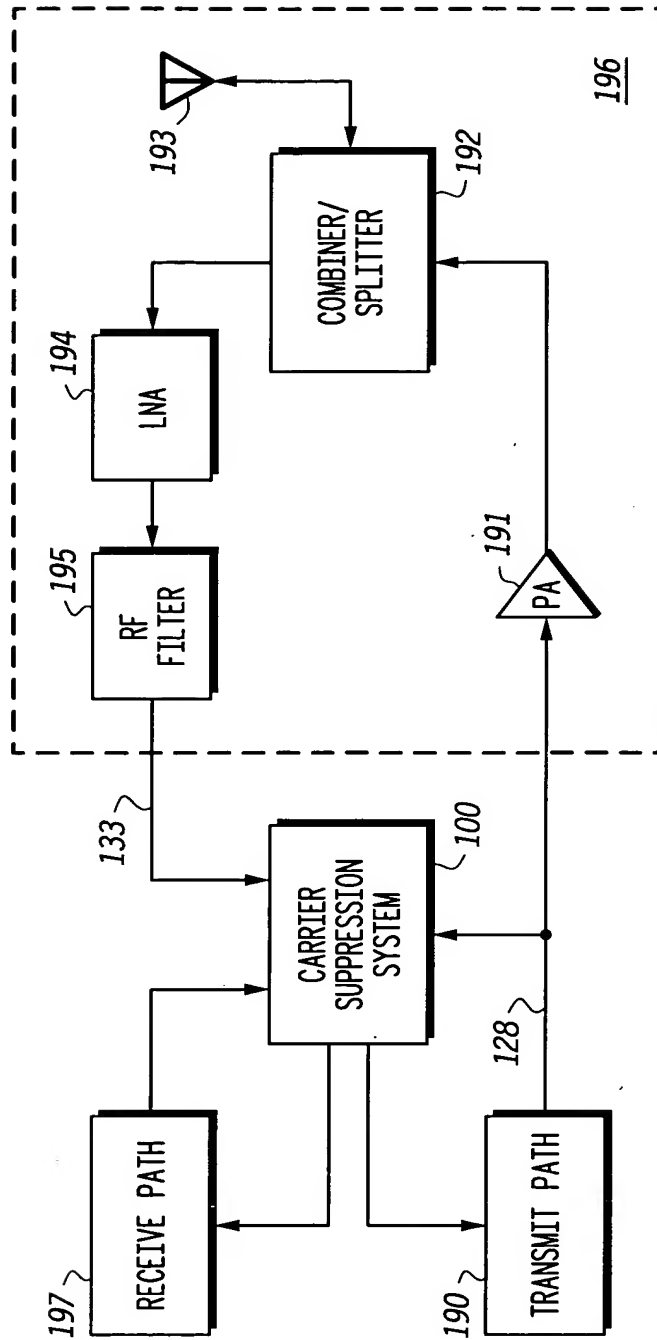 197
RECEIVE PATH
133
195
RF
FILTER
194
LNA
193
CARRIER
SUPPRESSION
SYSTEM
100
COMBINER/
SPLITTER
192
190
TRANSMIT PATH
128
191
PA
196